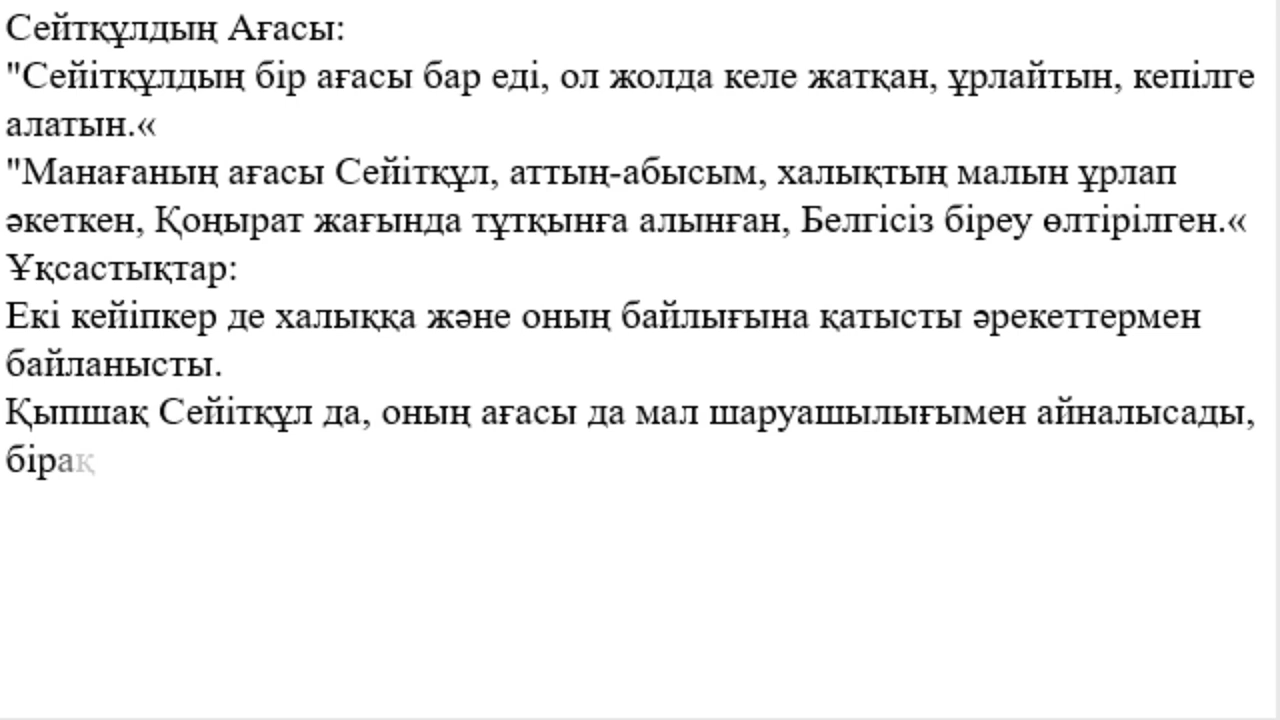 Сейтқұлдың Ағасы:
"Сейітқұлдың бір ағасы бар еді, ол жолда келе жатқан, ұрлайтын, кепілге
алатын.«
"Манағаның ағасы Сейітқұл, аттың-абысым, халықтың малын ұрлап
әкеткен, Қоңырат жағында тұтқынға алынған, Белгісіз біреу өлтірілген.«
Ұқсастықтар:
Екі кейіпкер де халыққа және оның байлығына қатысты әрекеттермен
байланысты.
Қыпшақ Сейітқұл да, оның ағасы да мал шаруашылығымен айналысады,
бірақ